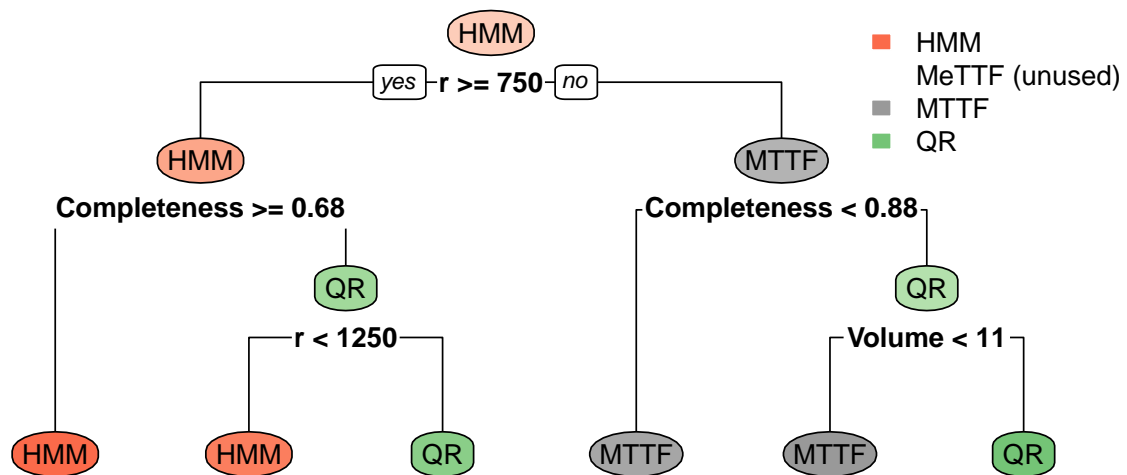 HMM
yes r >= 750 no
HMM
MeTTF (unused)
MTTF
QR
HMM
MTTF
Completeness >= 0.68
Completeness < 0.88
QR
QR
r < 1250
Volume < 11
HMM
HMM
QR
MTTF
MTTF
QR